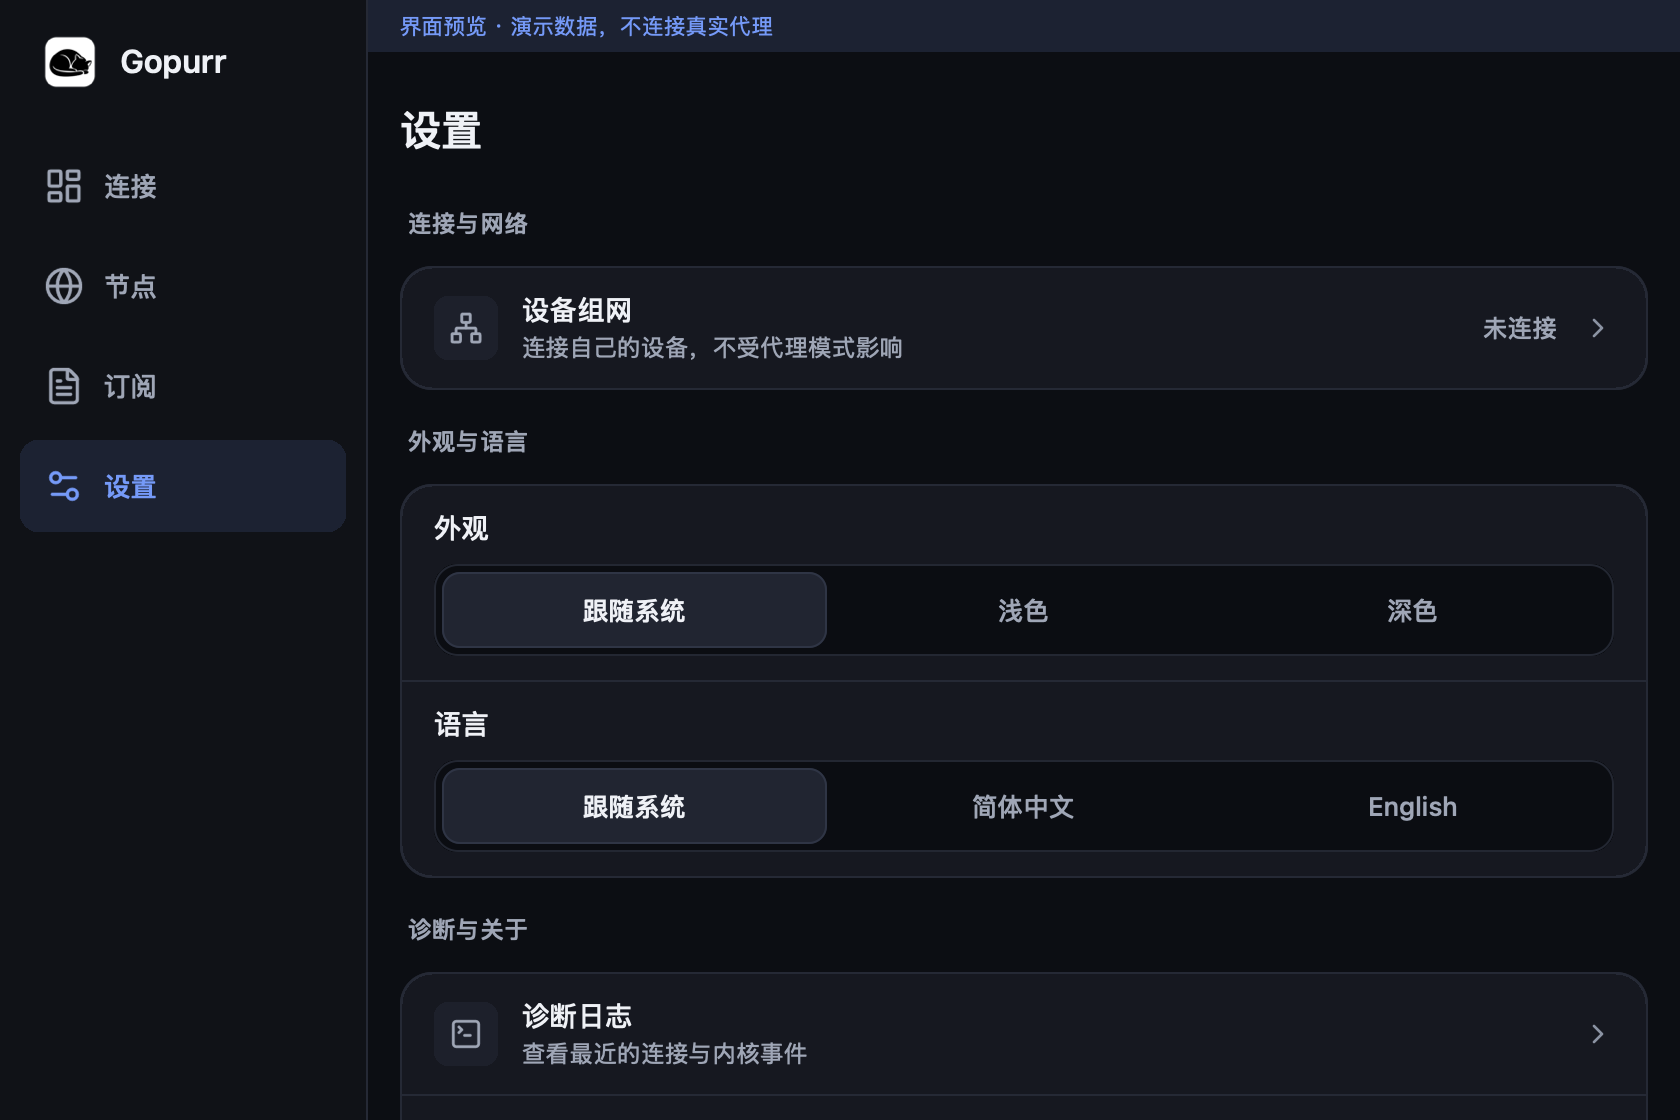 Gopurr
连接
节点
订阅
设置
界面预览 · 演示数据，不连接真实代理
设置
连接与网络
设备组网
连接自己的设备，不受代理模式影响
未连接
外观与语言
外观
跟随系统
浅色
深色
语言
跟随系统
简体中文
English
诊断与关于
诊断日志
查看最近的连接与内核事件